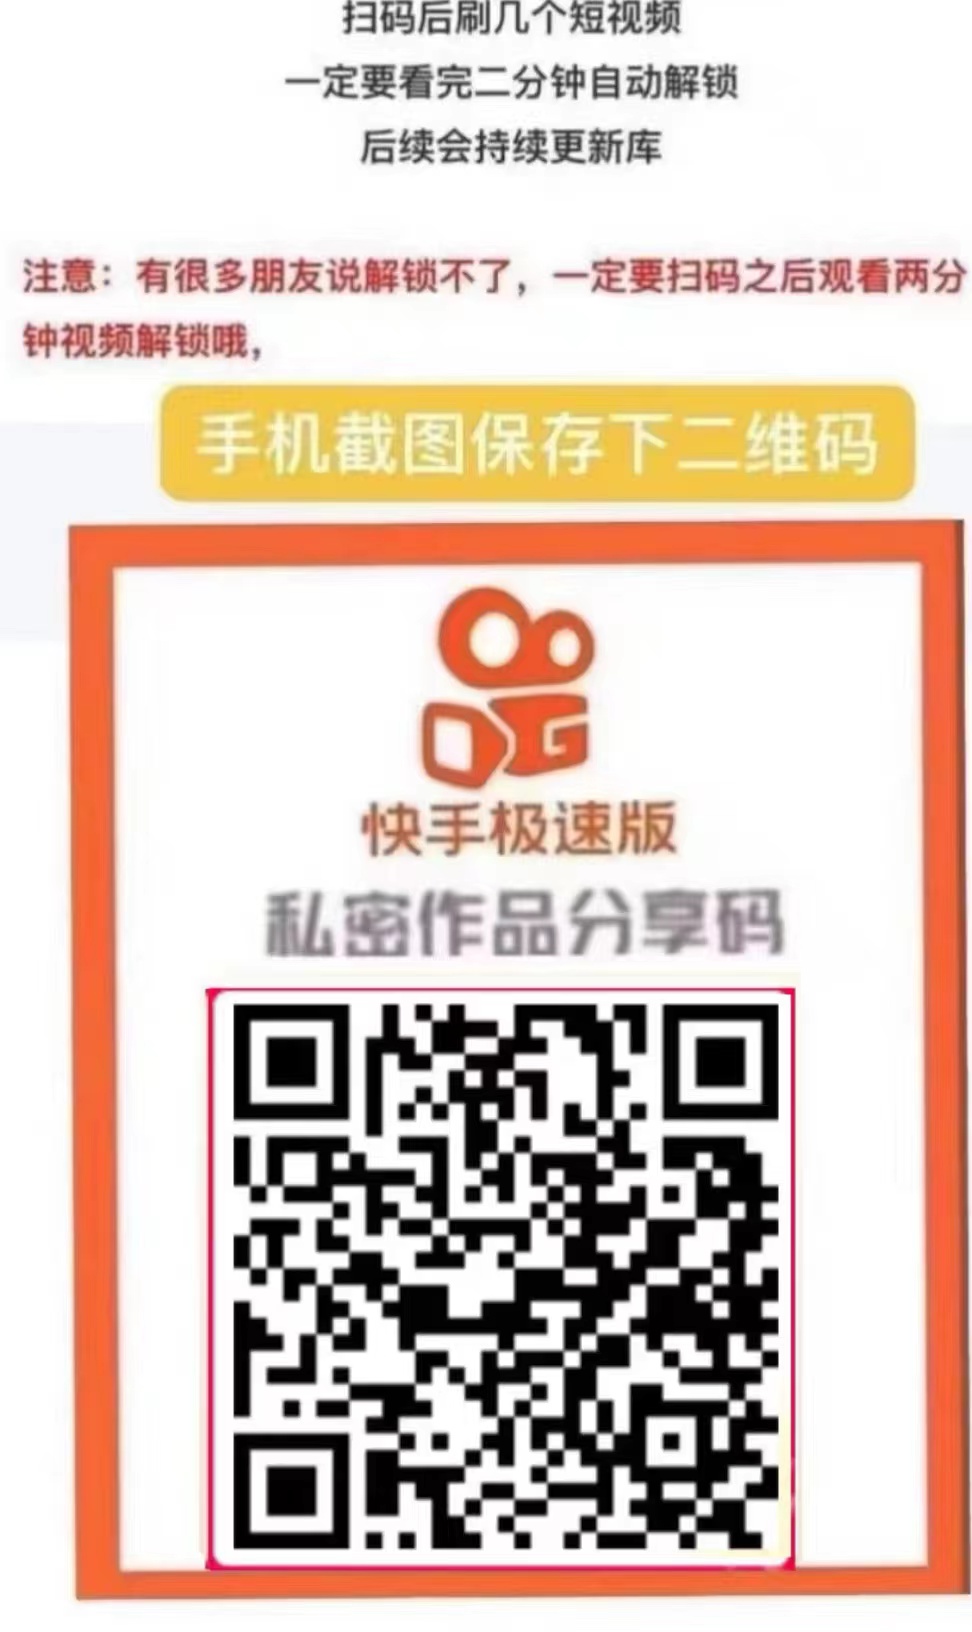 扫码后刷几个短视频
一定要看完二分钟自动解锁
后续会持续更新库
注意：有很多朋友说解锁不了，一定要扫码之后观看两分
钟视频解锁哦，
手机截图保存下二维码
快手极速版
私密作品分享码